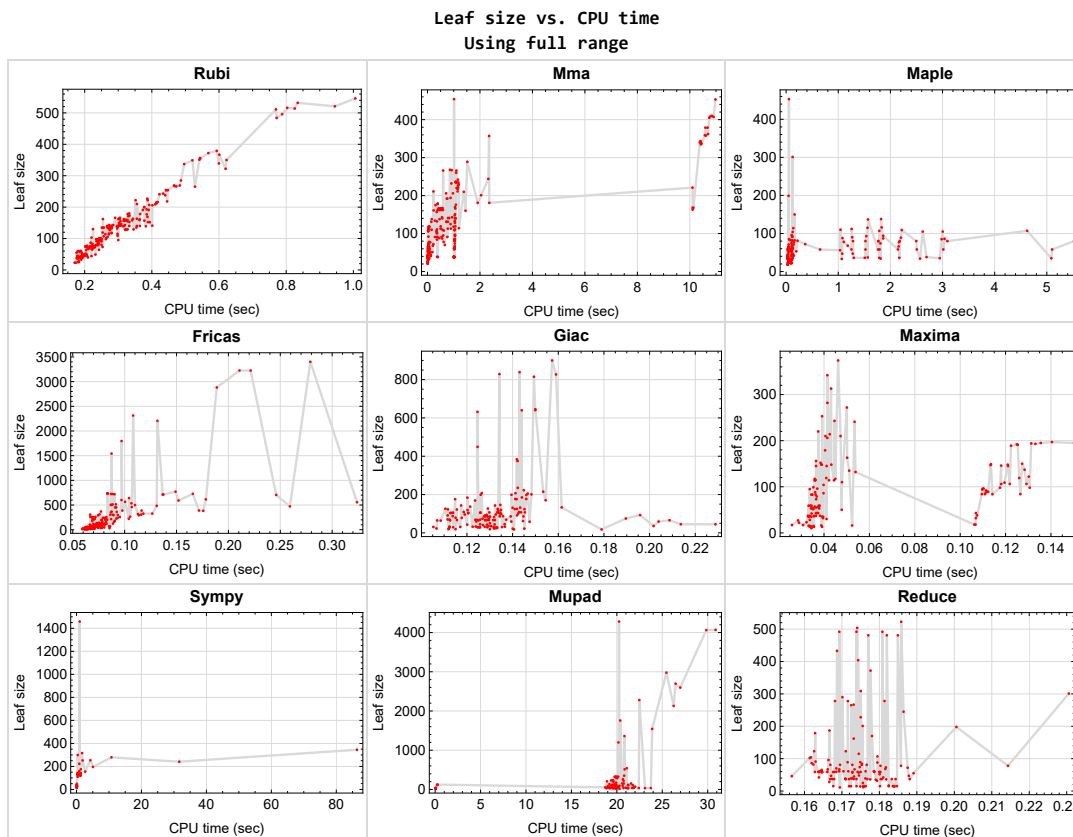 Leaf size vs. CPU time
Using full range
Rubi
Mma
Maple
Leaf size
500
400
300
200
100
0
0.2 0.4 0.6 0.8 1.0
CPU time (sec)
Leaf size
400
300
200
100
0
0 2 4 6 8 10
CPU time (sec)
Leaf size
400
300
200
100
0
0 1 2 3 4 5
CPU time (sec)
Fricas
Giac
Maxima
Leaf size
3500
3000
2500
2000
1500
1000
500
0
0.05 0.10 0.15 0.20 0.25 0.30
CPU time (sec)
Leaf size
800
600
400
200
0
0.12 0.14 0.16 0.18 0.20 0.22
CPU time (sec)
Leaf size
300
200
100
0
0.04 0.06 0.08 0.10 0.12 0.14
CPU time (sec)
Sympy
Mupad
Reduce
Leaf size
1400
1200
1000
800
600
400
200
0
0 20 40 60 80
CPU time (sec)
Leaf size
4000
3000
2000
1000
0
0 5 10 15 20 25 30
CPU time (sec)
Leaf size
500
400
300
200
100
0
0.16 0.17 0.18 0.19 0.20 0.21 0.22
CPU time (sec)